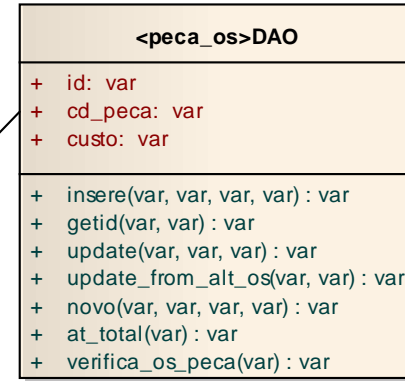 <peca_os>DAO
+ id: var
+ cd_peca: var
+ custo: var
+ insere(var, var, var, var) : var
+ getid(var, var) : var
+ update(var, var, var) : var
+ update_from_alt_os(var, var) : var
+ novo(var, var, var, var) : var
+ at_total(var) : var
+ verifica_os_peca(var) : var